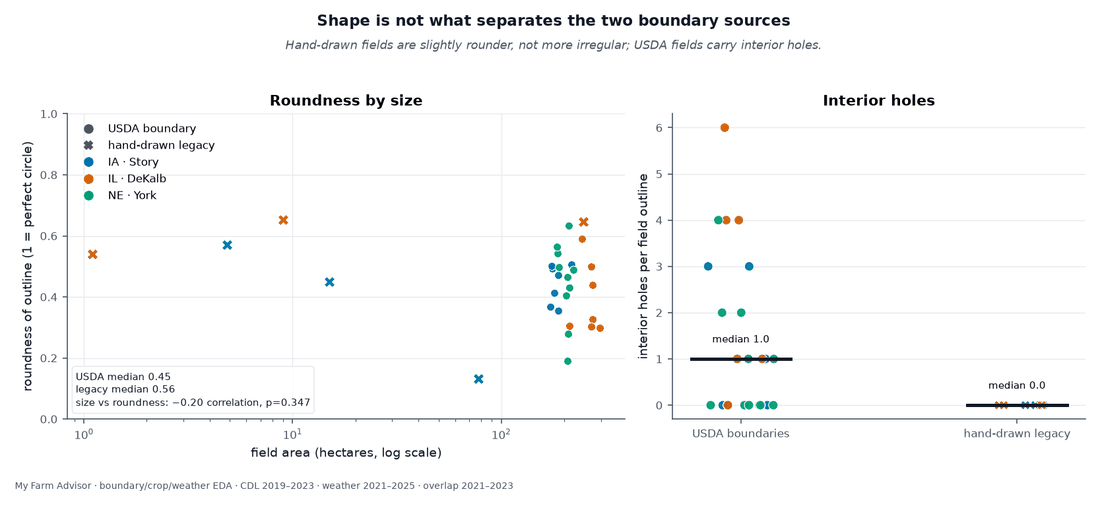 Shape is not what separates the two boundary sources
Hand-drawn fields are slightly rounder, not more irregular; USDA fields carry interior holes.
Roundness by size
roundness of outline (1 = perfect circle)
1.0
0.8
0.6
0.4
0.2
0.0
USDA boundary
hand-drawn legacy
IA · Story
IL · DeKalb
NE · York
USDA median 0.45
legacy median 0.56
size vs roundness: −0.20 correlation, p=0.347
10⁰
10¹
10²
field area (hectares, log scale)
Interior holes
interior holes per field outline
6
5
4
3
2
1
0
median 1.0
median 0.0
USDA boundaries
hand-drawn legacy
My Farm Advisor · boundary/crop/weather EDA · CDL 2019–2023 · weather 2021–2025 · overlap 2021–2023